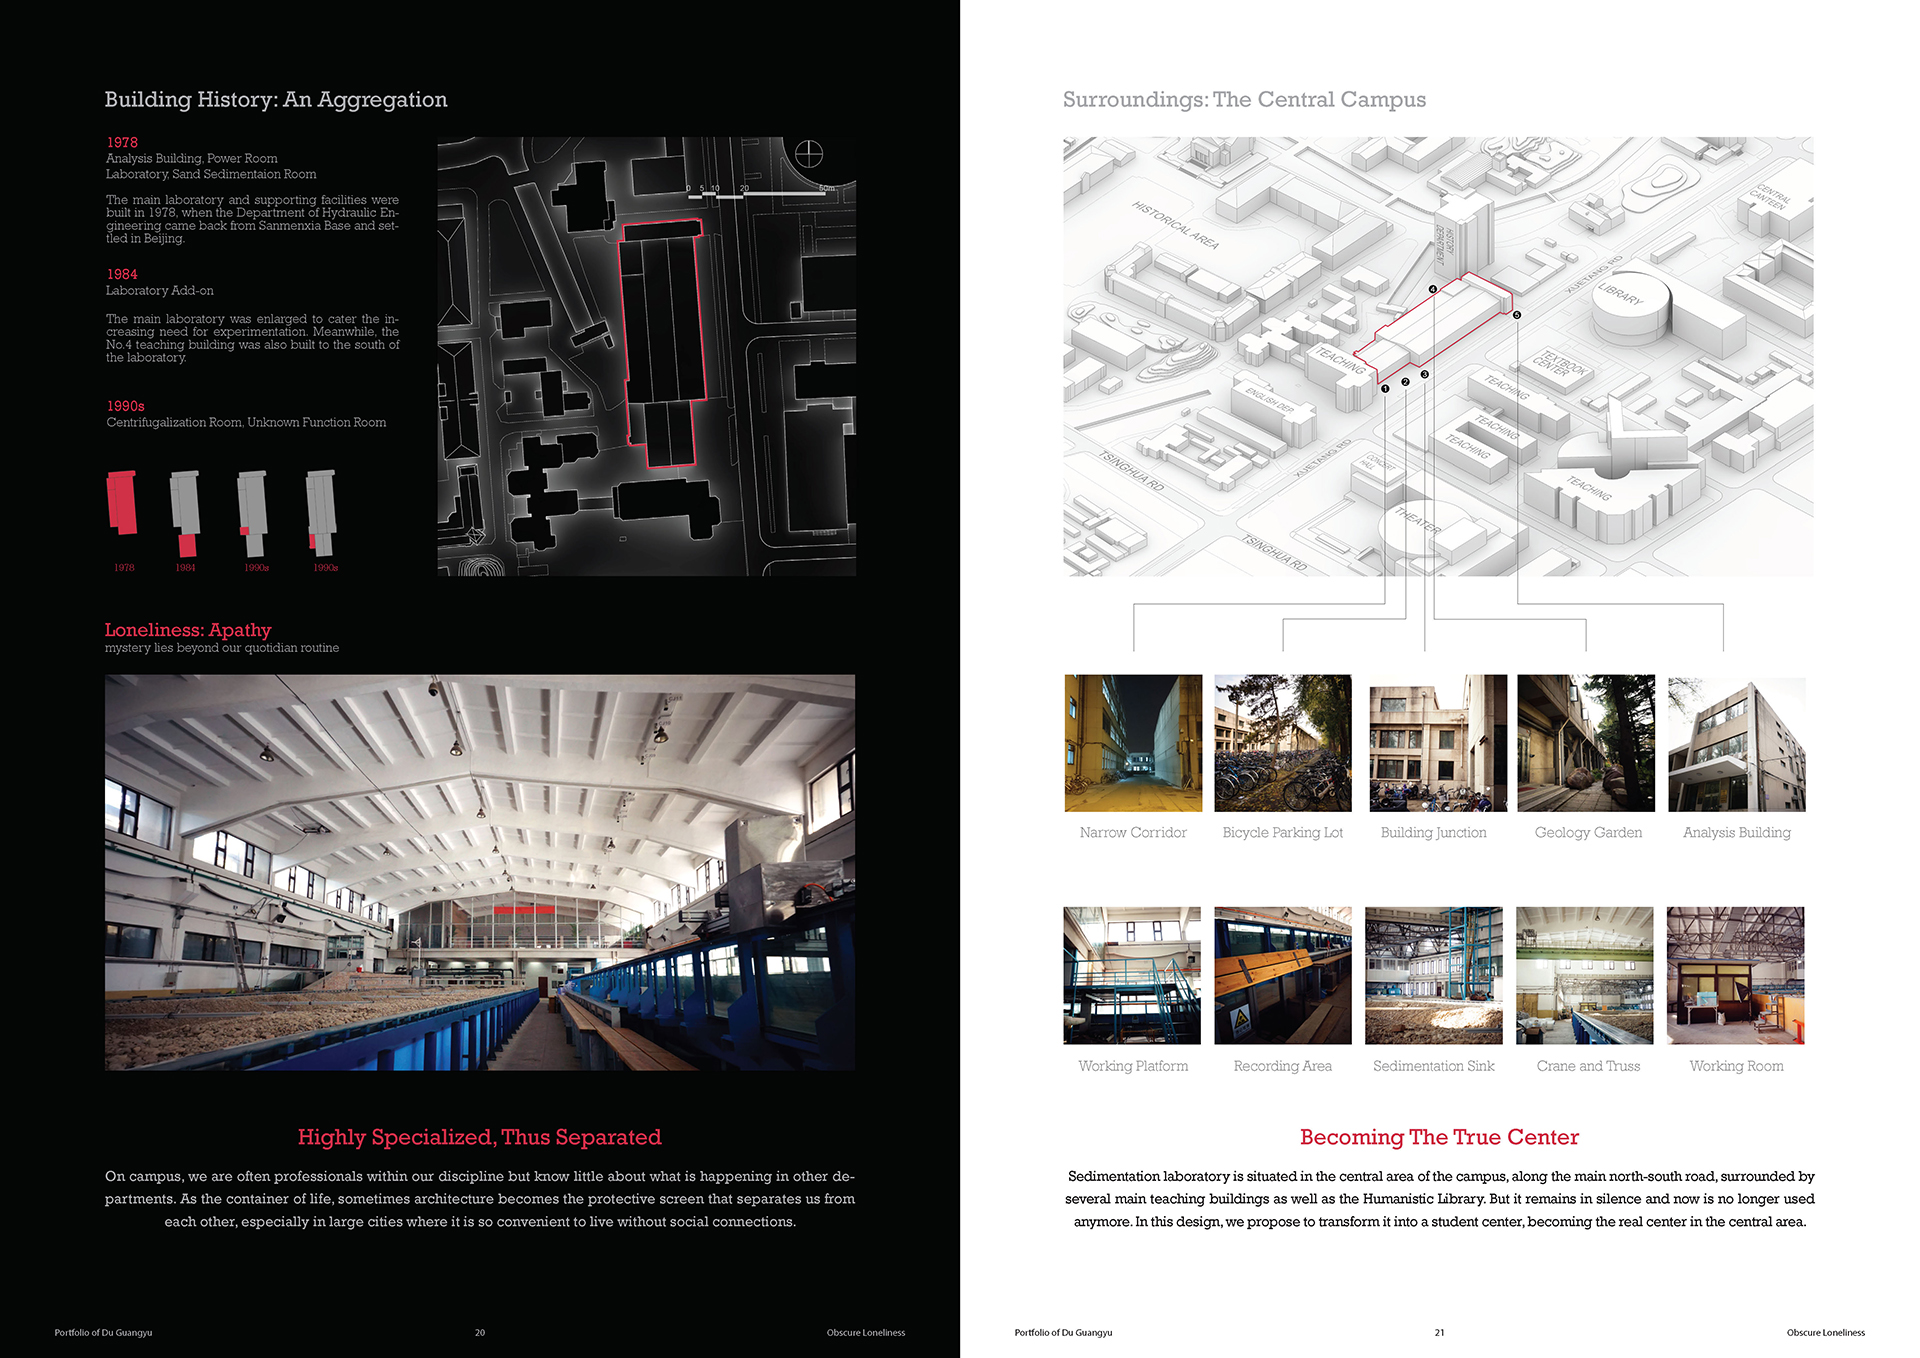 Building History: An Aggregation
1978
Analysis Building, Power Room
Laboratory, Sand Sedimentaion Room
The main laboratory and supporting facilities were
built in 1978, when the Department of Hydraulic En-
gineering came back from Sanmenxia Base and set-
tled in Beijing.
1984
Laboratory Add-on
The main laboratory was enlarged to cater the in-
creasing need for experimentation. Meanwhile, the
No.4 teaching building was also built to the south of
the laboratory.
1990s
Centrifugalization Room, Unknown Function Room
1978
1984
1990s
1990s
0 5 10 20 50m
Loneliness: Apathy
mystery lies beyond our quotidian routine
Highly Specialized, Thus Separated
On campus, we are often professionals within our discipline but know little about what is happening in other de-
partments. As the container of life, sometimes architecture becomes the protective screen that separates us from
each other, especially in large cities where it is so convenient to live without social connections.
Portfolio of Du Guangyu
20
Obscure Loneliness
Surroundings: The Central Campus
HISTORICAL AREA
HISTORY
DEPARTMENT
CENTRAL
CANTEEN
XUETANG RD
LIBRARY
TEACHING
TEXTBOOK
CENTER
ENGLISH DEP.
TEACHING
TEACHING
TEACHING
TEACHING
TSINGHUA RD
XUETANG RD
CONCERT
HALL
THEATER
TSINGHUA RD
1
2
3
4
5
Narrow Corridor
Bicycle Parking Lot
Building Junction
Geology Garden
Analysis Building
Working Platform
Recording Area
Sedimentation Sink
Crane and Truss
Working Room
Becoming The True Center
Sedimentation laboratory is situated in the central area of the campus, along the main north-south road, surrounded by
several main teaching buildings as well as the Humanistic Library. But it remains in silence and now is no longer used
anymore. In this design, we propose to transform it into a student center, becoming the real center in the central area.
Portfolio of Du Guangyu
21
Obscure Loneliness